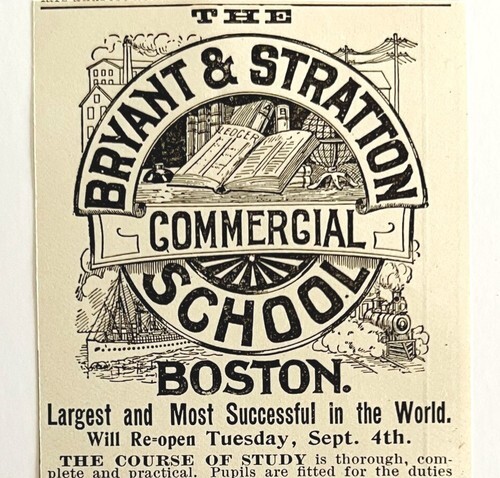 THE
BRYANT & STRATTON
LEDGER
COMMERCIAL
SCHOOL
BOSTON.
Largest and Most Successful in the World.
Will Re-open Tuesday, Sept. 4th.
THE COURSE OF STUDY is thorough, com-
plete and practical. Pupils are fitted for the duties